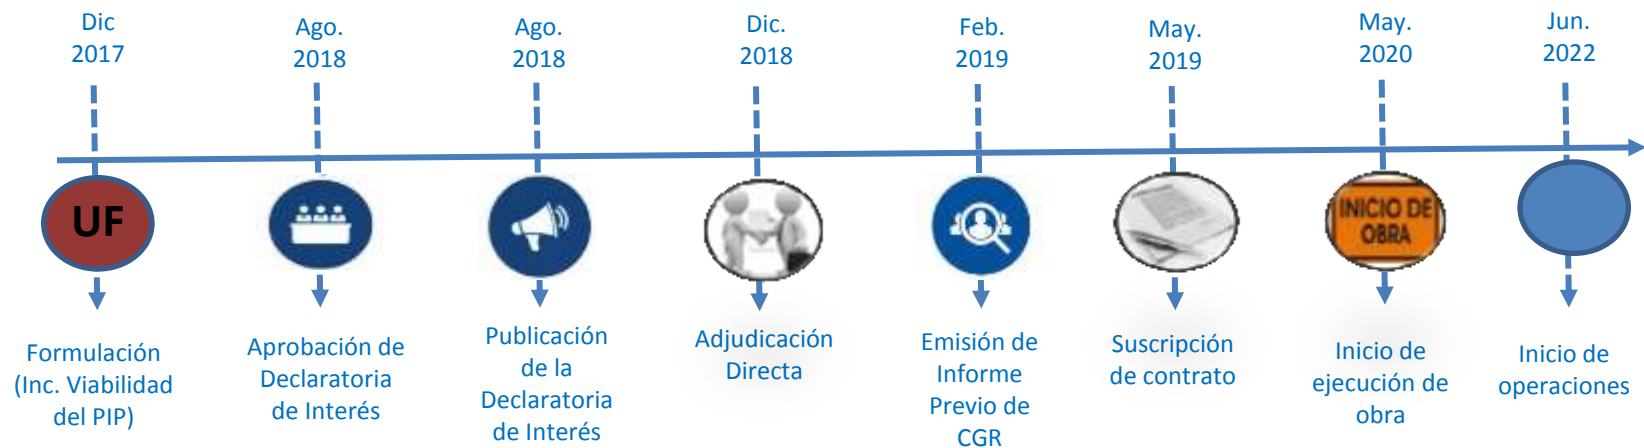 Dic
2017
Ago.
2018
Ago.
2018
Dic.
2018
Feb.
2019
May.
2019
May.
2020
Jun.
2022
UF
INICIO DE
OBRA
Formulación
(Inc. Viabilidad
del PIP)
Aprobación de
Declaratoria
de Interés
Publicación
de la
Declaratoria
de Interés
Adjudicación
Directa
Emisión de
Informe
Previo de
CGR
Suscripción
de contrato
Inicio de
ejecución de
obra
Inicio de
operaciones